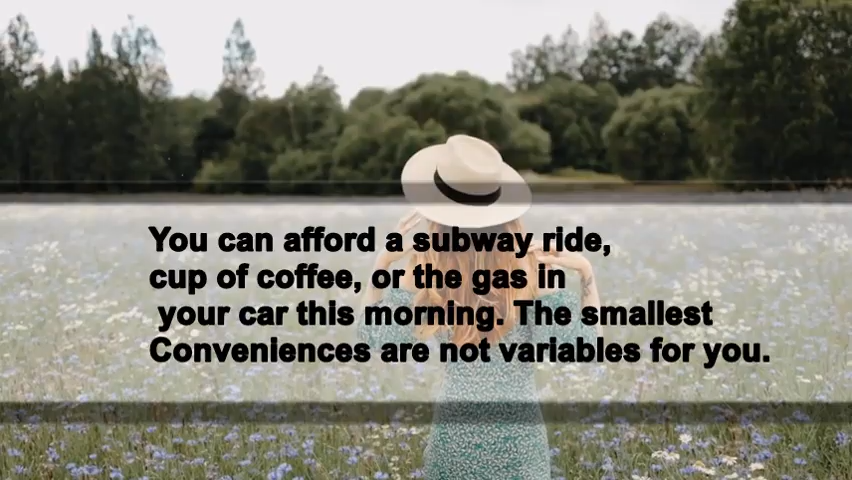 You can afford a subway ride,
cup of coffee, or the gas in
your car this morning. The smallest
Conveniences are not variables for you.